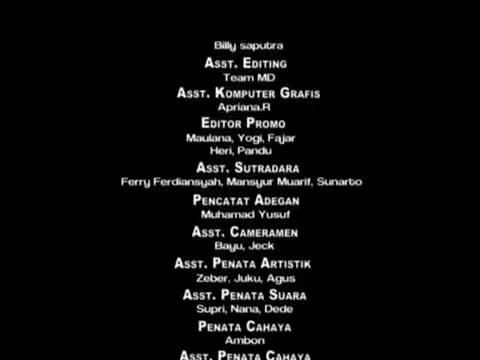 Billy saputra
ASST. EDITING
Team MD
ASST. KOMPUTER GRAFIS
Apriana.R
EDITOR PROMO
Maulana, Yogi, Fajar
Heri, Pandu
ASST. SUTRADARA
Ferry Ferdiansyah, Mansyur Muarif, Sunarto
PENCATAT ADEGAN
Muhamad Yusuf
ASST. CAMERAMEN
Bayu, Jeck
ASST. PENATA ARTISTIK
Zeber, Juku, Agus
ASST. PENATA SUARA
Supri, Nana, Dede
PENATA CAHAYA
Ambon
ASST. PENATA CAHAYA